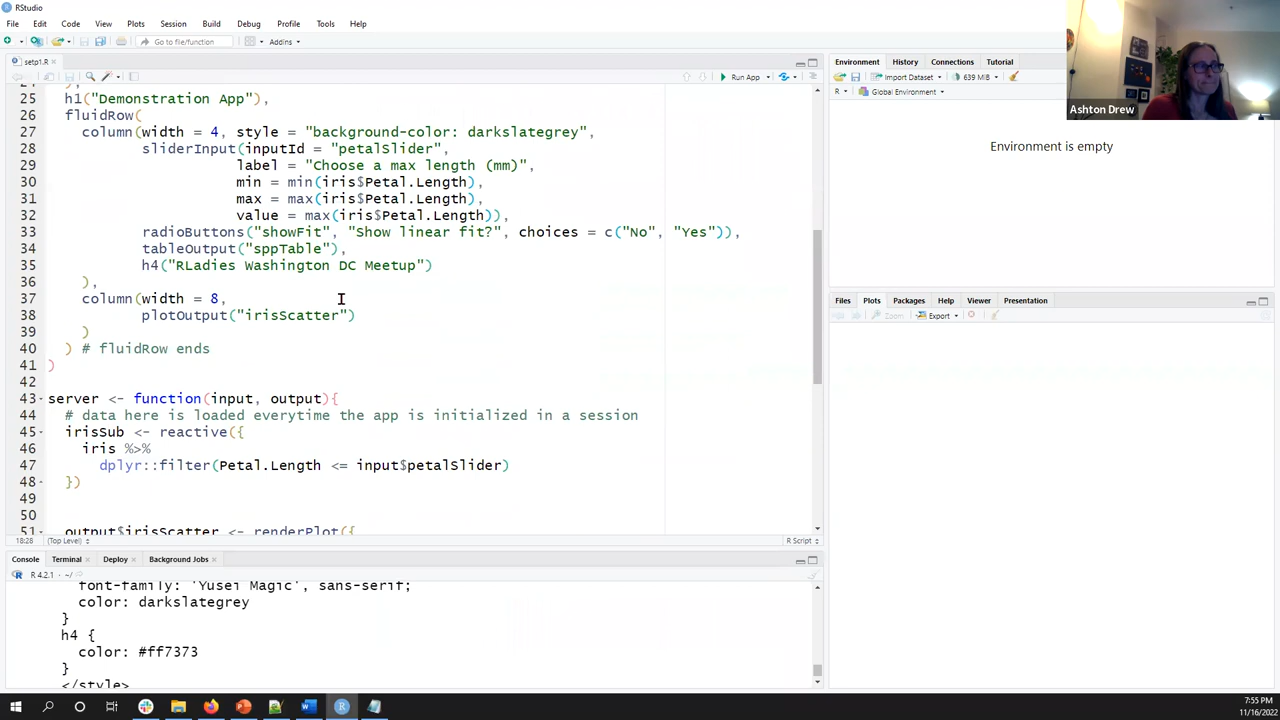 RStudio
File Edit Code View Plots Session Build Debug Profile Tools Help
Go to file/function Addins
setp1.R
Run App
25 h1("Demonstration App"),
26 fluidRow(
27 column(width = 4, style = "background-color: darkslategrey",
28 sliderInput(inputId = "petalSlider",
29 label = "Choose a max length (mm)",
30 min = min(iris$Petal.Length),
31 max = max(iris$Petal.Length),
32 value = max(iris$Petal.Length)),
33 radioButtons("showFit", "Show linear fit?", choices = c("No", "Yes")),
34 tableOutput("sppTable"),
35 h4("RLadies Washington DC Meetup")
36 ),
37 column(width = 8,
38 plotOutput("irisScatter")
39 )
40 ) # fluidRow ends
41 )
42
43 server <- function(input, output){
44 # data here is loaded everytime the app is initialized in a session
45 irisSub <- reactive({
46 iris %>%
47 dplyr::filter(Petal.Length <= input$petalSlider)
48 })
49
50
51 output$irisScatter <- renderPlot({
18:28 (Top Level) R Script
Console Terminal Deploy Background Jobs
R 4.2.1 · ~/
font-family: 'Yusei Magic', sans-serif;
color: darkslategrey
}
h4 {
color: #ff7373
}
</style>
Environment History Connections Tutorial
Import Dataset 639 MiB
R Global Environment
Environment is empty
Ashton Drew
Files Plots Packages Help Viewer Presentation
Zoom Export
7:55 PM
11/16/2022